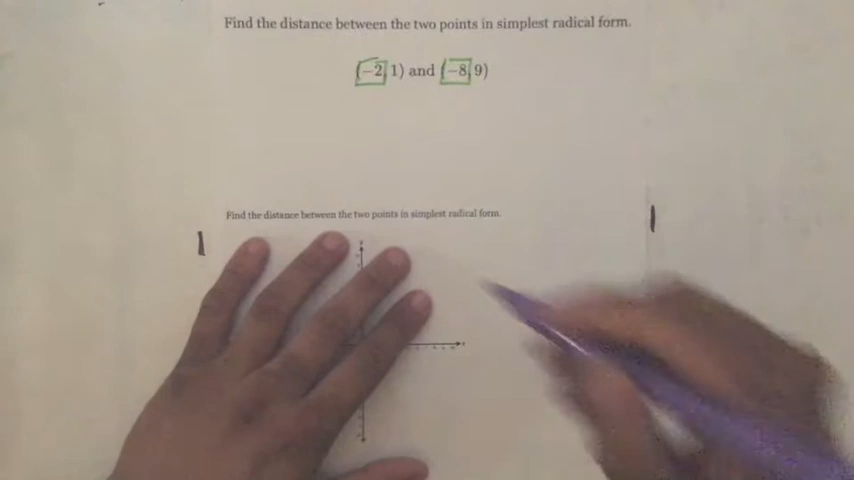 Find the distance between the two points in simplest radical form.
(−2, 1) and (−8, 9)
Find the distance between the two points in simplest radical form.